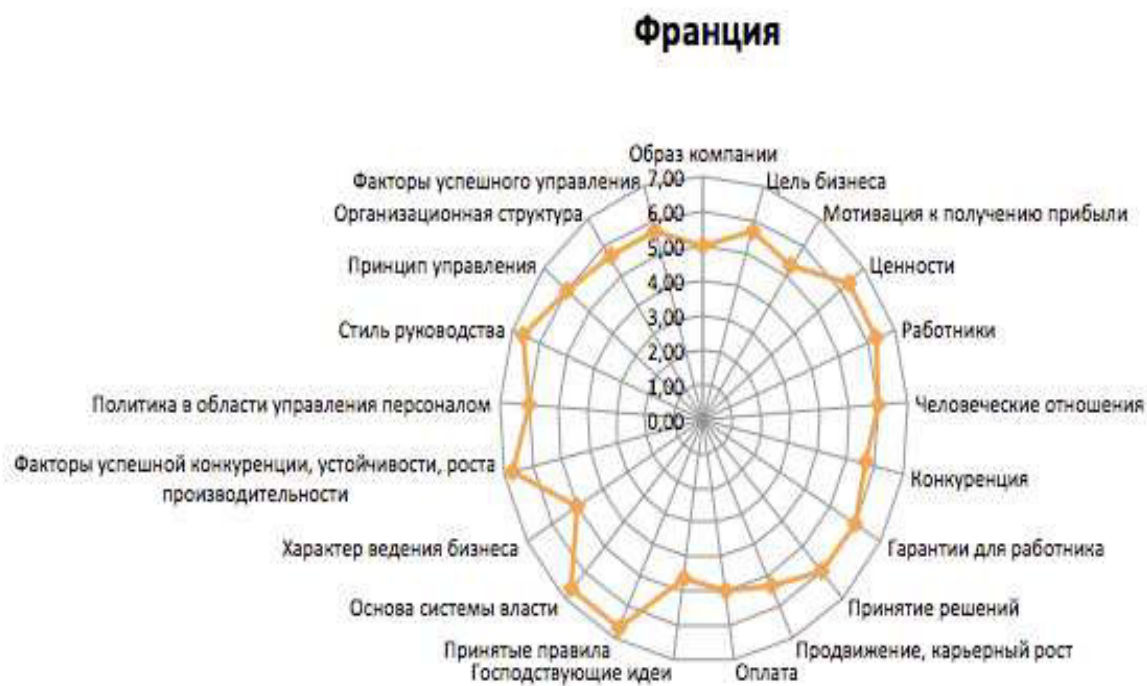 Франция
Образ компании
Цель бизнеса
Мотивация к получению прибыли
Ценности
Работники
Человеческие отношения
Конкуренция
Гарантии для работника
Принятие решений
Продвижение, карьерный рост
Оплата
Господствующие идеи
Принятые правила
Основа системы власти
Характер ведения бизнеса
Факторы успешной конкуренции, устойчивости, роста
производительности
Политика в области управления персоналом
Стиль руководства
Принцип управления
Организационная структура
Факторы успешного управления
7,00
6,00
5,00
4,00
3,00
2,00
1,00
0,00